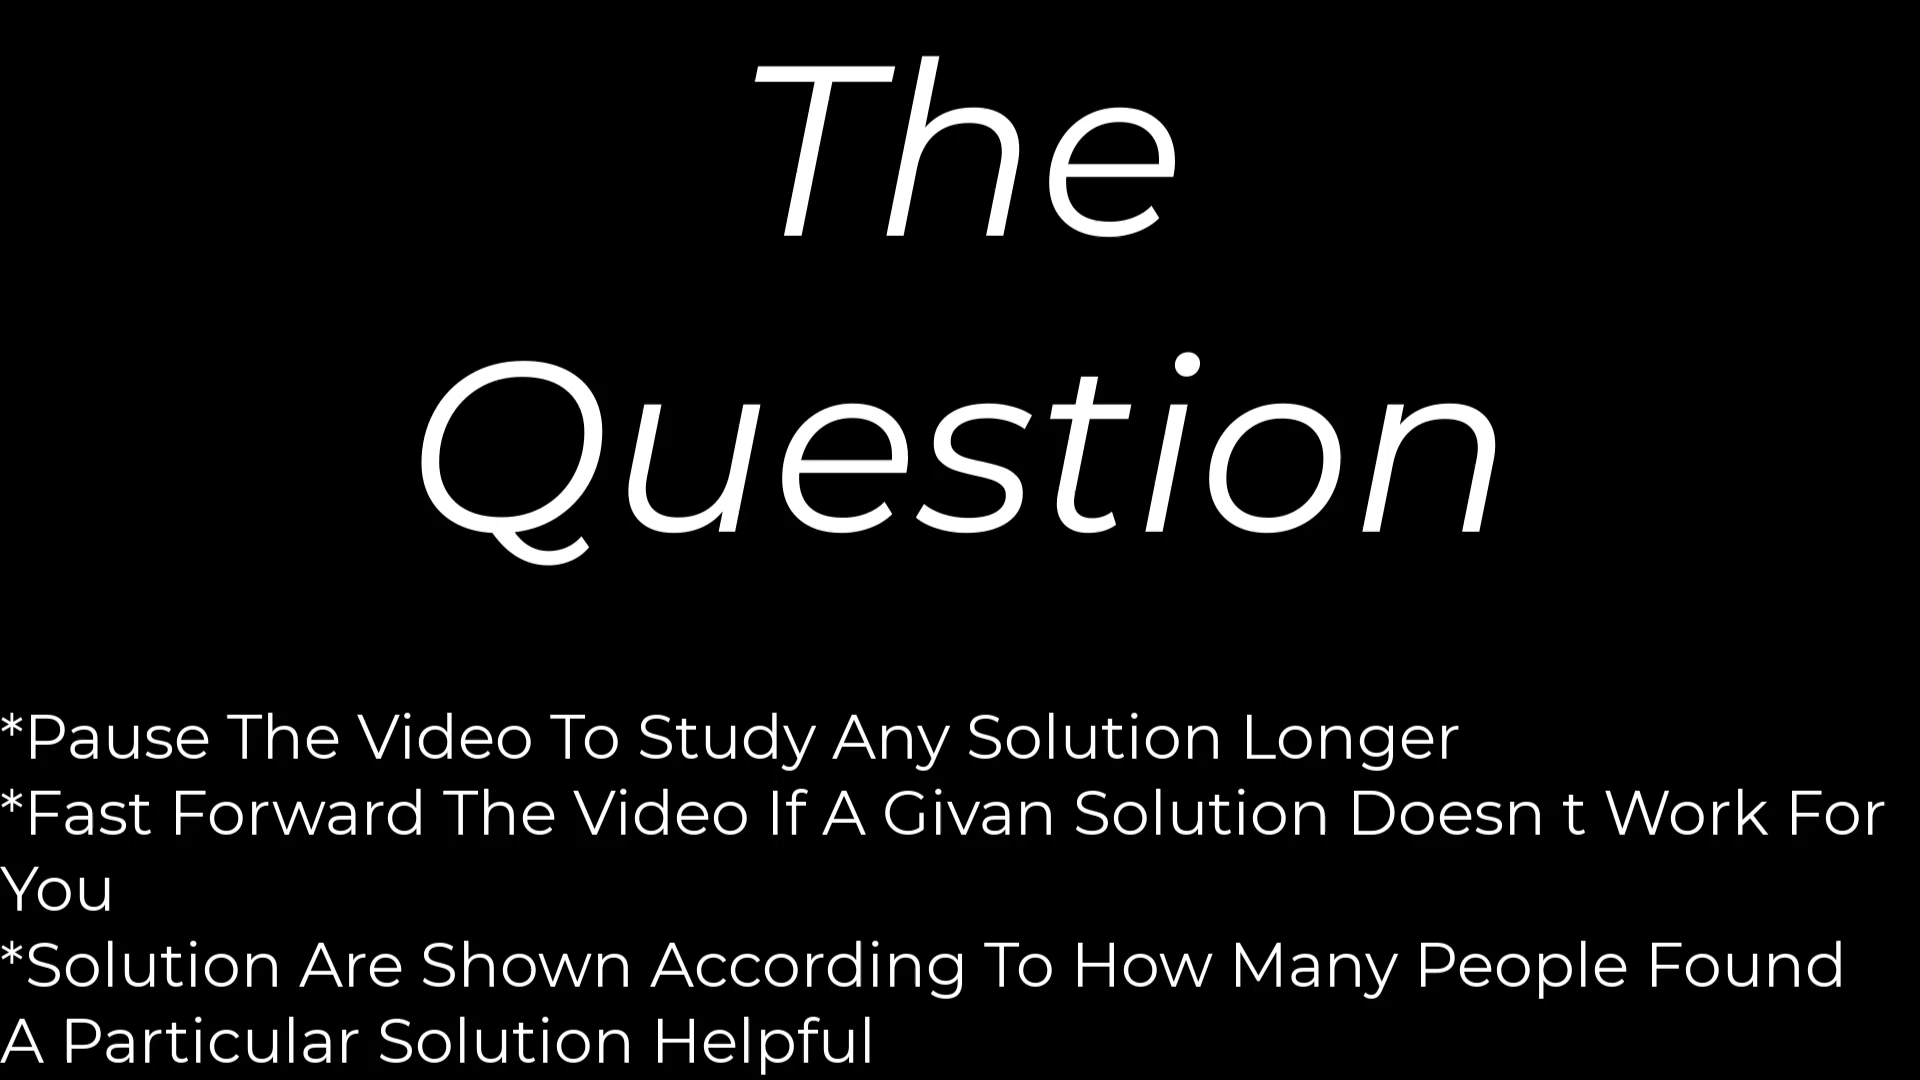 The
Question
*Pause The Video To Study Any Solution Longer
*Fast Forward The Video If A Givan Solution Doesn t Work For
You
*Solution Are Shown According To How Many People Found
A Particular Solution Helpful